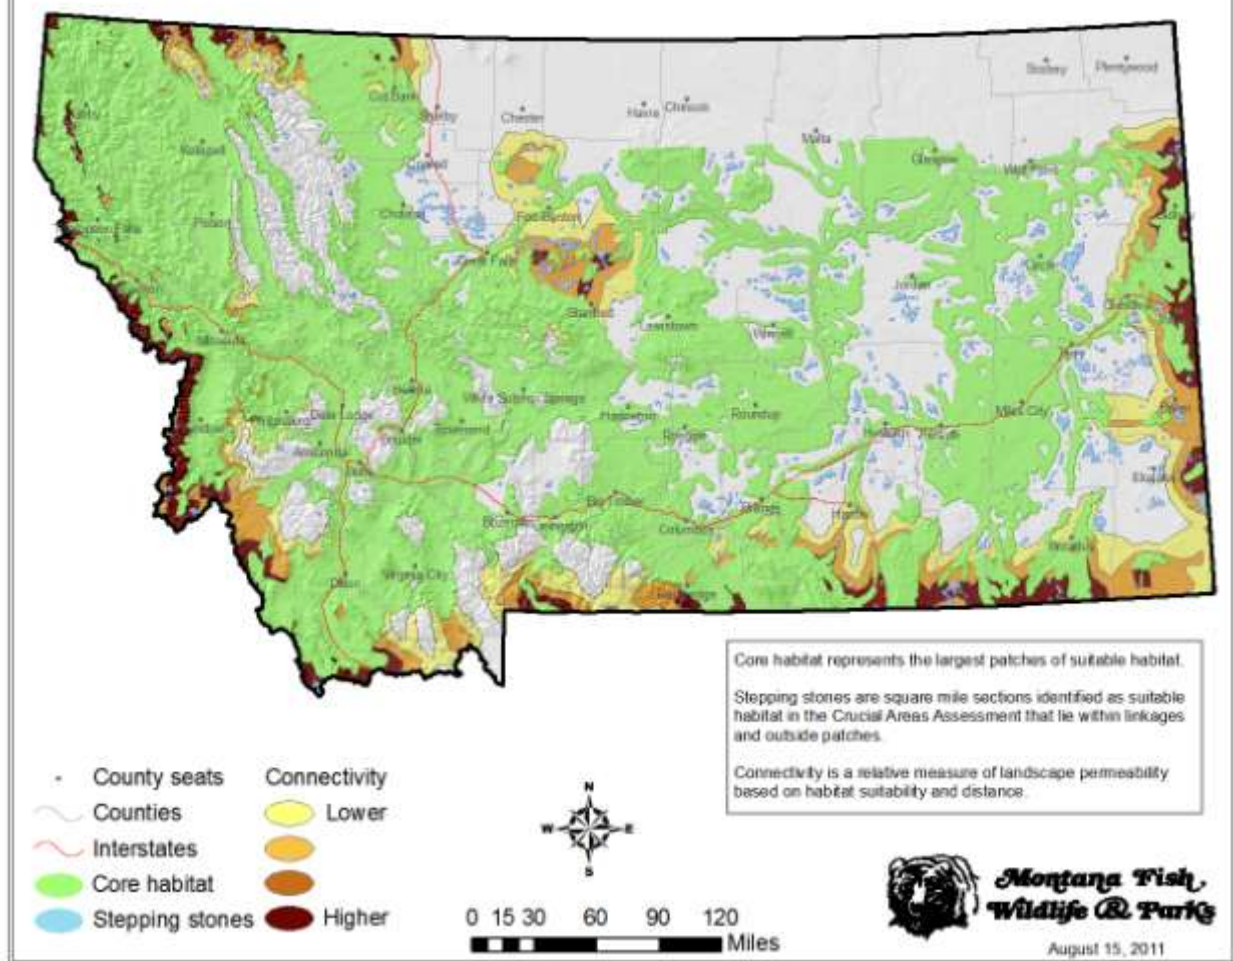 Cut Bank
Shelby
Chester
Havre
Chinook
Scobey
Plentywood
Libby
Kalispell
Conrad
Malta
Glasgow
Wolf Point
Choteau
Fort Benton
Polson
Thompson Falls
Sidney
Great Falls
Circle
Jordan
Stanford
Lewistown
Winnett
Glendive
Missoula
Terry
Helena
White Sulphur Springs
Philipsburg
Deer Lodge
Harlowton
Roundup
Miles City
Boulder
Townsend
Ryegate
Forsyth
Anaconda
Butte
Ekalaka
Big Timber
Bozeman
Livingston
Columbus
Billings
Hardin
Broadus
Dillon
Virginia City
Red Lodge
Core habitat represents the largest patches of suitable habitat.
Stepping stones are square mile sections identified as suitable
habitat in the Crucial Areas Assessment that lie within linkages
and outside patches.
Connectivity is a relative measure of landscape permeability
based on habitat suitability and distance.
County seats
Counties
Interstates
Core habitat
Stepping stones
Connectivity
Lower
Higher
N
W E
S
0 15 30 60 90 120
Miles
Montana Fish,
Wildlife & Parks
August 15, 2011